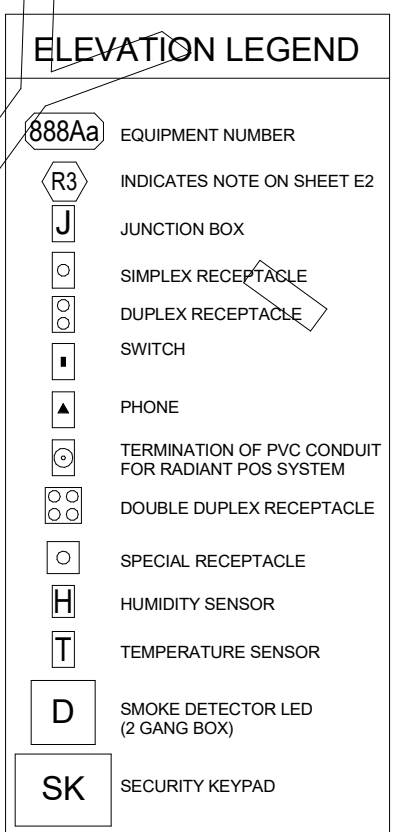 ELEVATION LEGEND
888Aa EQUIPMENT NUMBER
R3 INDICATES NOTE ON SHEET E2
J JUNCTION BOX
SIMPLEX RECEPTACLE
DUPLEX RECEPTACLE
SWITCH
PHONE
TERMINATION OF PVC CONDUIT
FOR RADIANT POS SYSTEM
DOUBLE DUPLEX RECEPTACLE
SPECIAL RECEPTACLE
H HUMIDITY SENSOR
T TEMPERATURE SENSOR
D SMOKE DETECTOR LED
(2 GANG BOX)
SK SECURITY KEYPAD